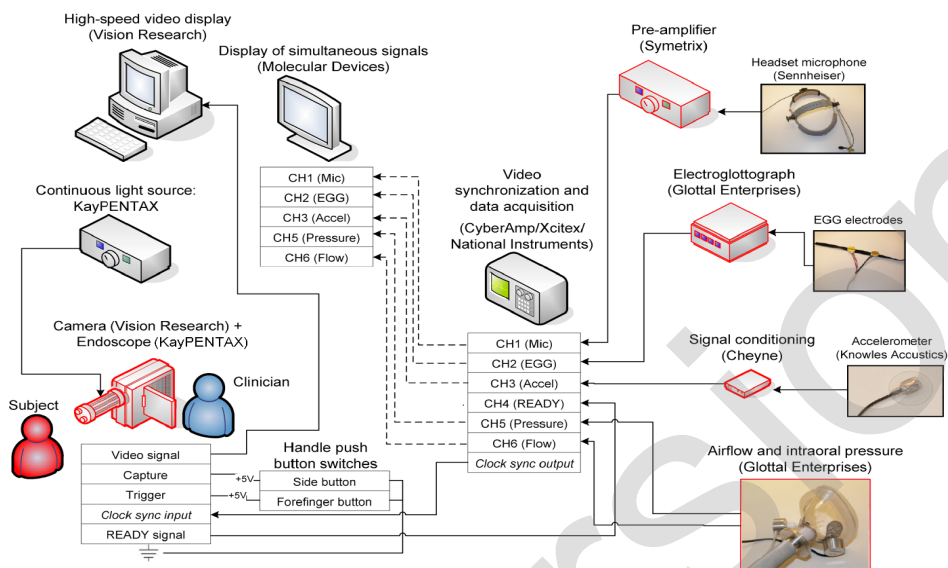 High-speed video display
(Vision Research)
Display of simultaneous signals
(Molecular Devices)
CH1 (Mic)
CH2 (EGG)
CH3 (Accel)
CH5 (Pressure)
CH6 (Flow)
Continuous light source:
KayPENTAX
Camera (Vision Research) +
Endoscope (KayPENTAX)
Subject
Clinician
Video signal
Capture
Trigger
Clock sync input
READY signal
+5V
+5V
Handle push
button switches
Side button
Forefinger button
Video
synchronization and
data acquisition
(CyberAmp/Xcitex/
National Instruments)
CH1 (Mic)
CH2 (EGG)
CH3 (Accel)
CH4 (READY)
CH5 (Pressure)
CH6 (Flow)
Clock sync output
Pre-amplifier
(Symetrix)
Headset microphone
(Sennheiser)
Electroglottograph
(Glottal Enterprises)
EGG electrodes
Signal conditioning
(Cheyne)
Accelerometer
(Knowles Accustics)
Airflow and intraoral pressure
(Glottal Enterprises)